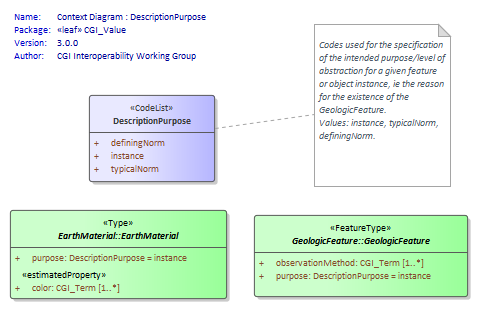 Name: Context Diagram : DescriptionPurpose
Package: «leaf» CGI_Value
Version: 3.0.0
Author: CGI Interoperability Working Group
Codes used for the specification
of the intended purpose/level of
abstraction for a given feature
or object instance, ie the reason
for the existence of the
GeologicFeature.
Values: instance, typicalNorm,
definingNorm.
«CodeList»
DescriptionPurpose
+ definingNorm
+ instance
+ typicalNorm
«Type»
EarthMaterial::EarthMaterial
+ purpose: DescriptionPurpose = instance
«estimatedProperty»
+ color: CGI_Term [1..*]
«FeatureType»
GeologicFeature::GeologicFeature
+ observationMethod: CGI_Term [1..*]
+ purpose: DescriptionPurpose = instance